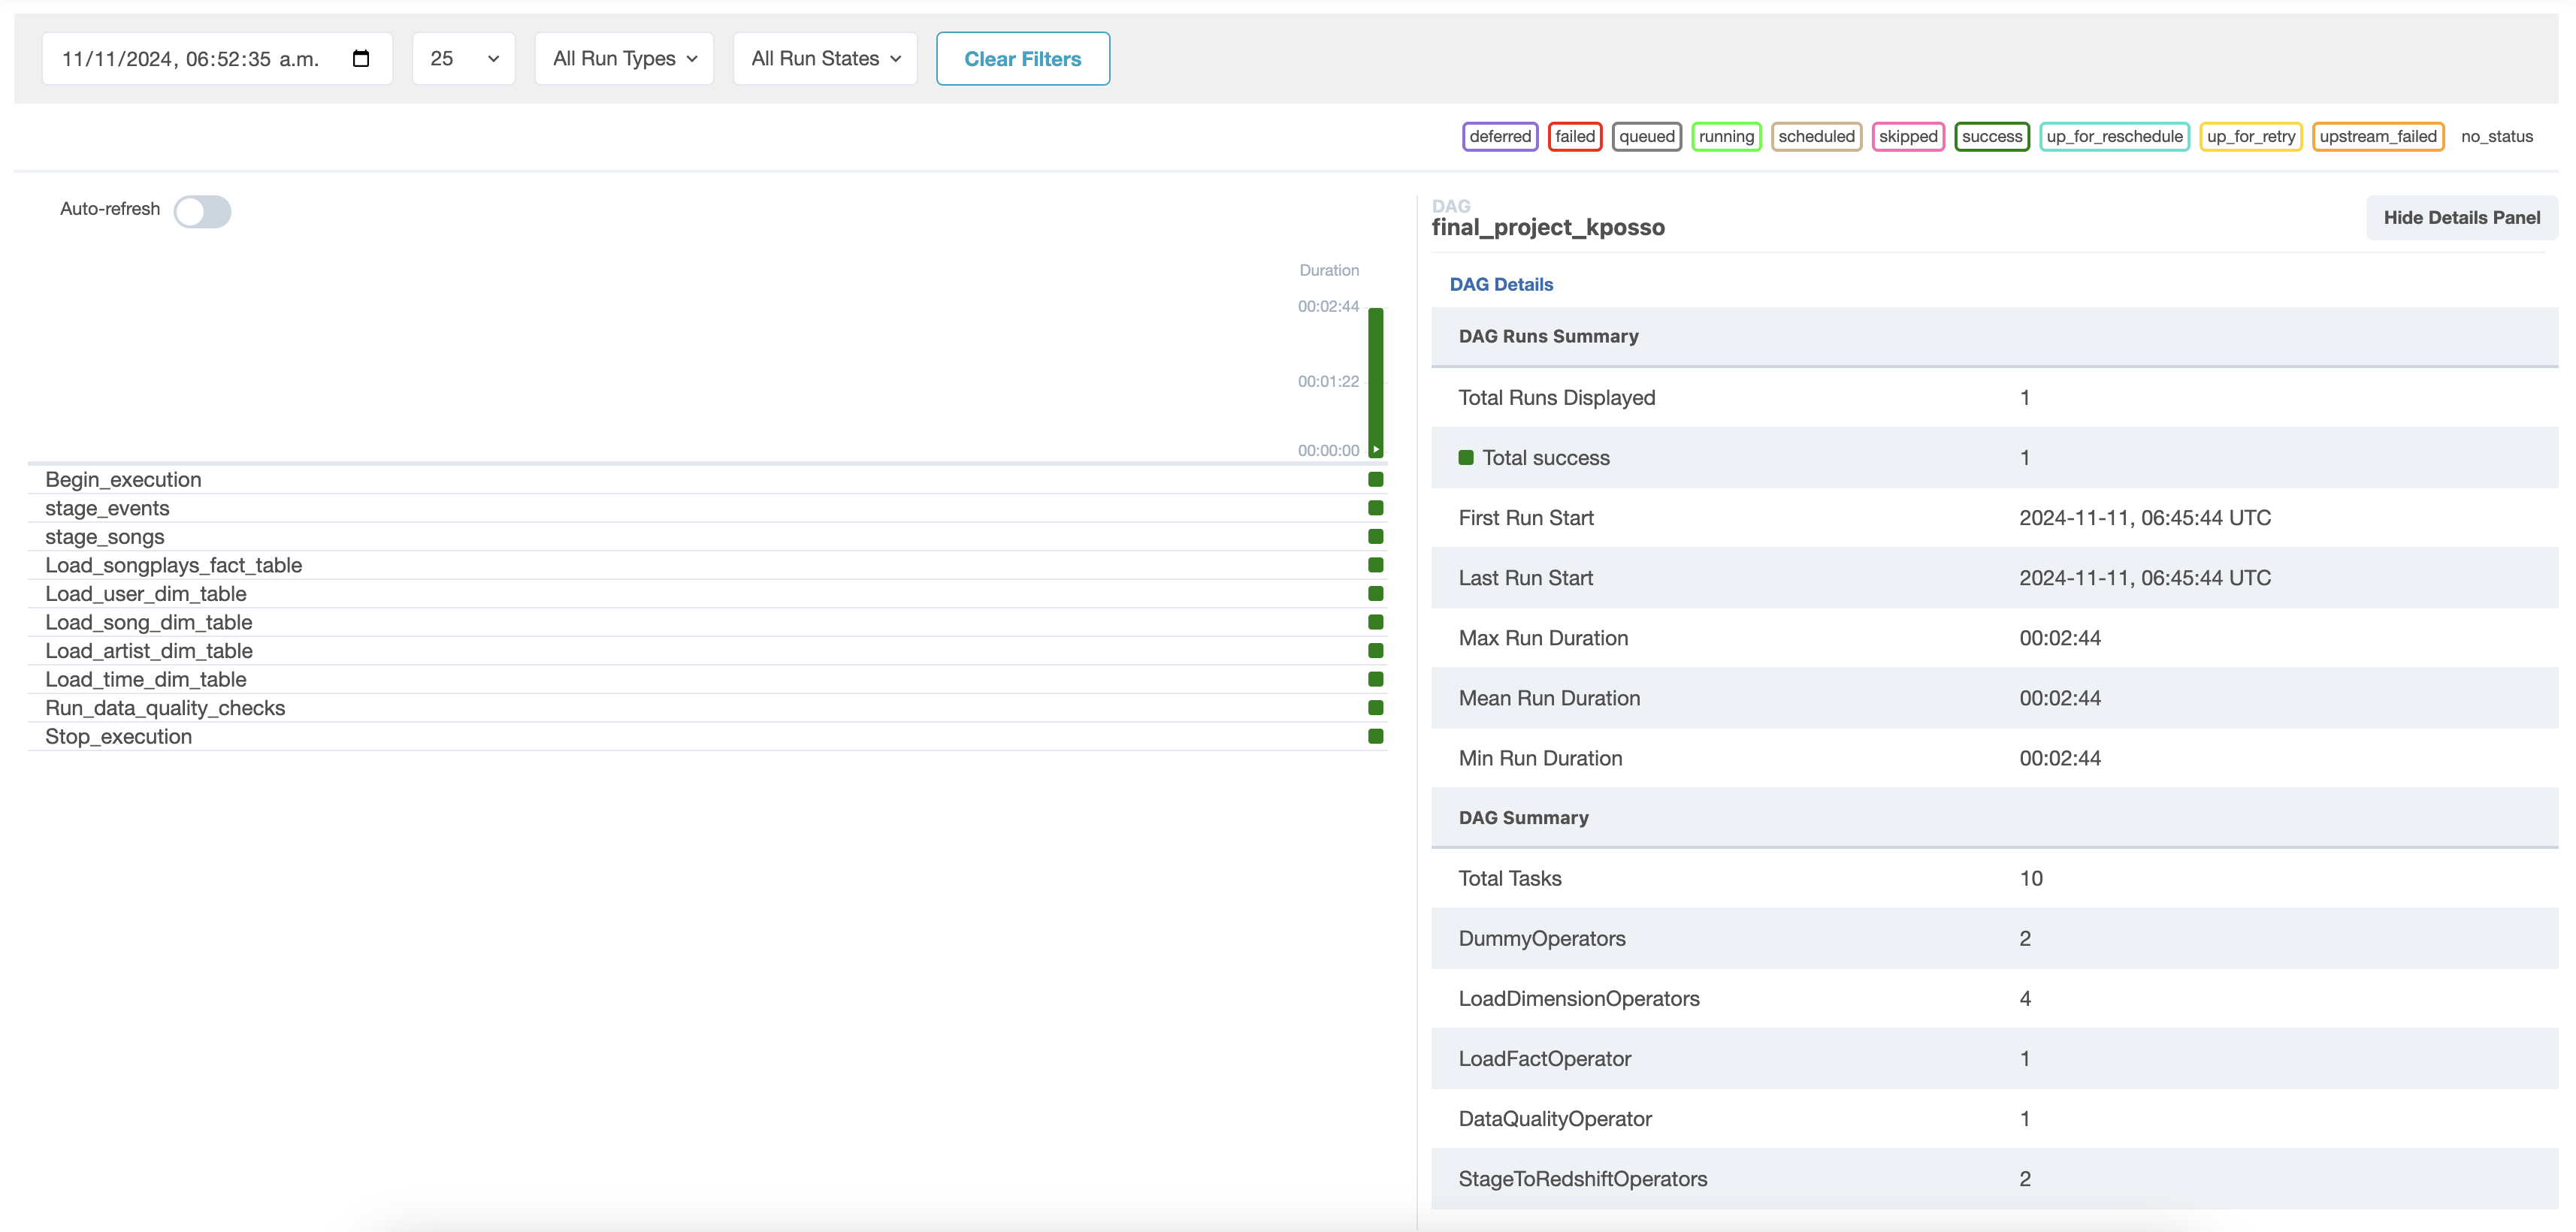 11/11/2024, 06:52:35 a.m. 25 All Run Types All Run States Clear Filters
deferred failed queued running scheduled skipped success up_for_reschedule up_for_retry upstream_failed no_status
Auto-refresh
Duration
00:02:44
00:01:22
00:00:00
Begin_execution
stage_events
stage_songs
Load_songplays_fact_table
Load_user_dim_table
Load_song_dim_table
Load_artist_dim_table
Load_time_dim_table
Run_data_quality_checks
Stop_execution
DAG
final_project_kposso
Hide Details Panel
DAG Details
DAG Runs Summary
Total Runs Displayed 1
Total success 1
First Run Start 2024-11-11, 06:45:44 UTC
Last Run Start 2024-11-11, 06:45:44 UTC
Max Run Duration 00:02:44
Mean Run Duration 00:02:44
Min Run Duration 00:02:44
DAG Summary
Total Tasks 10
DummyOperators 2
LoadDimensionOperators 4
LoadFactOperator 1
DataQualityOperator 1
StageToRedshiftOperators 2